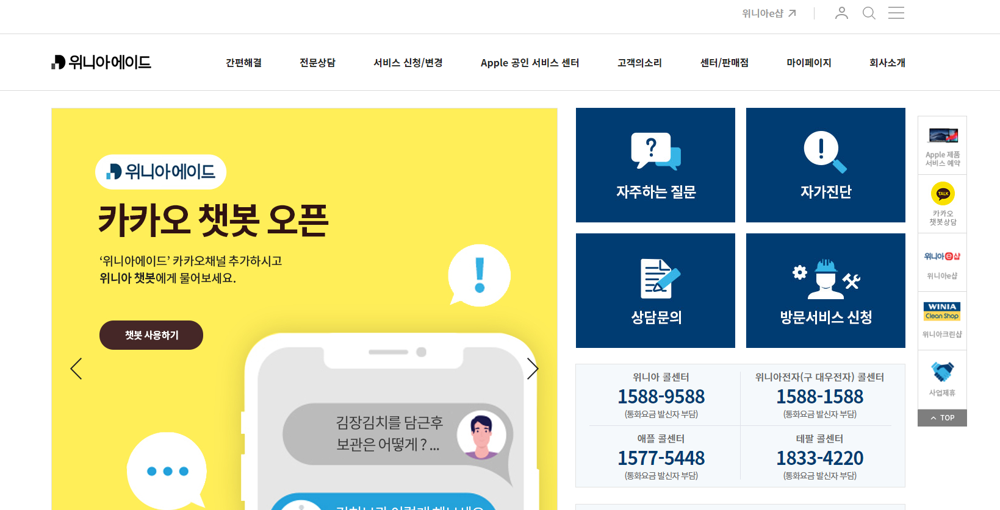 위니아e샵
위니아에이드
간편해결
전문상담
서비스 신청/변경
Apple 공인 서비스 센터
고객의소리
센터/판매점
마이페이지
회사소개
위니아에이드
카카오 챗봇 오픈
‘위니아에이드’ 카카오채널 추가하시고
위니아 챗봇에게 물어보세요.
챗봇 사용하기
김장김치를 담근후
보관은 어떻게 ? ...
자주하는 질문
자가진단
상담문의
방문서비스 신청
위니아 콜센터
1588-9588
(통화요금 발신자 부담)
위니아전자(구 대우전자) 콜센터
1588-1588
(통화요금 발신자 부담)
애플 콜센터
1577-5448
(통화요금 발신자 부담)
테팔 콜센터
1833-4220
(통화요금 발신자 부담)
Apple 제품
서비스 예약
TALK
카카오
챗봇상담
위니아e샵
위니아e샵
WINIA
Clean Shop
위니아크린샵
사업제휴
TOP